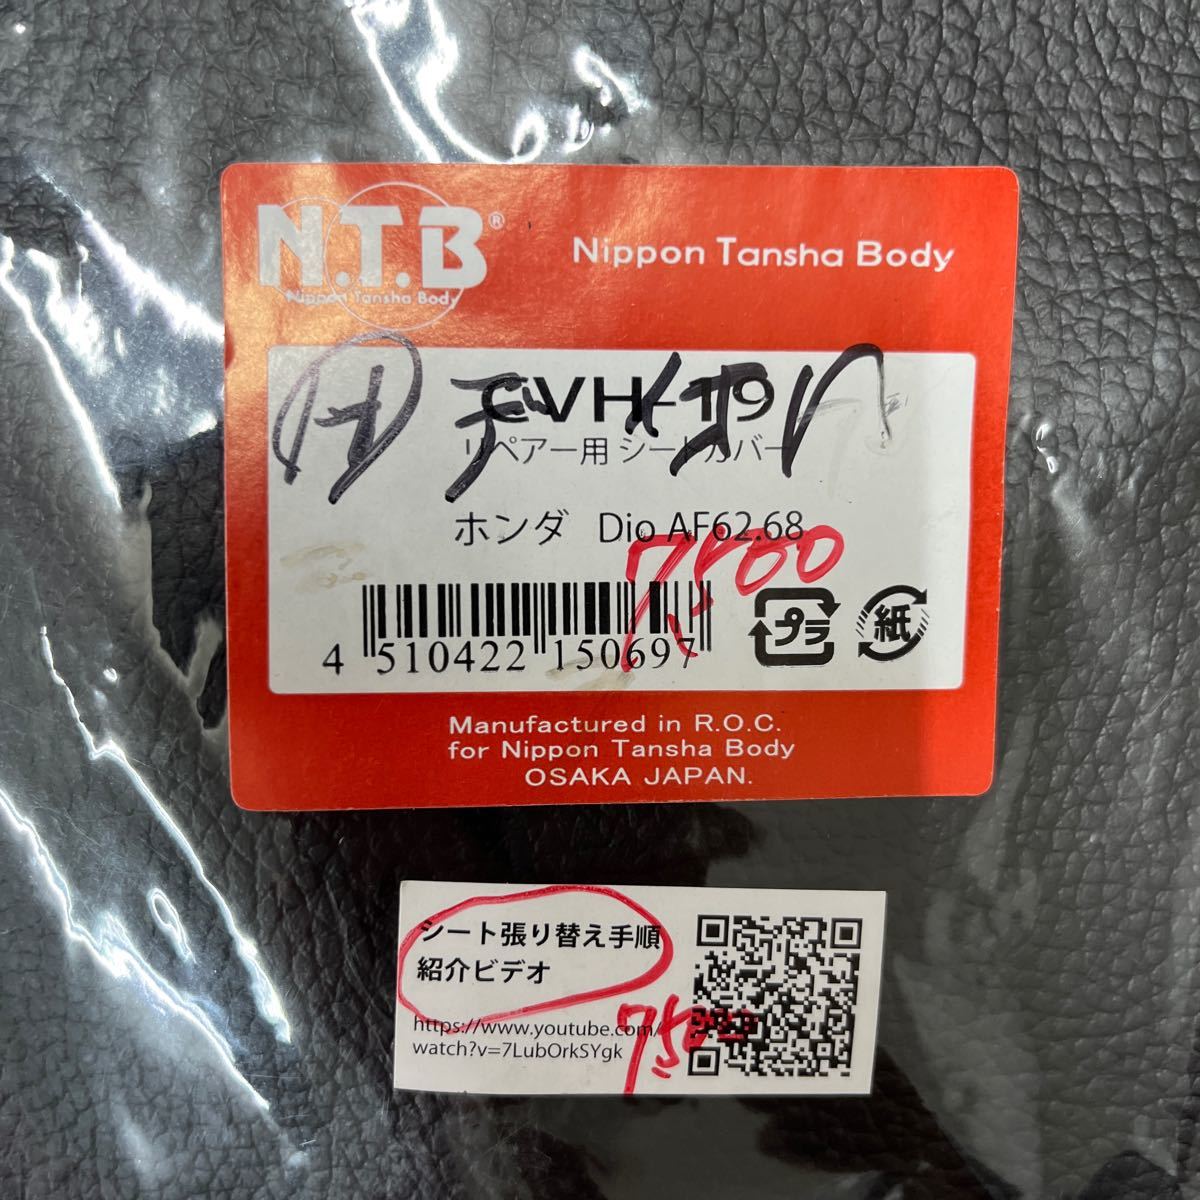 N.T.B®
Nippon Tansha Body
Nippon Tansha Body
CVH-19
リペアー用 シートカバー
ホンダ Dio AF62.68
7500
4 510422 150697
プラ
紙
Manufactured in R.O.C.
for Nippon Tansha Body
OSAKA JAPAN.
シート張り替え手順
紹介ビデオ
https://www.youtube.com/
watch?v=7LubOrkSYgk